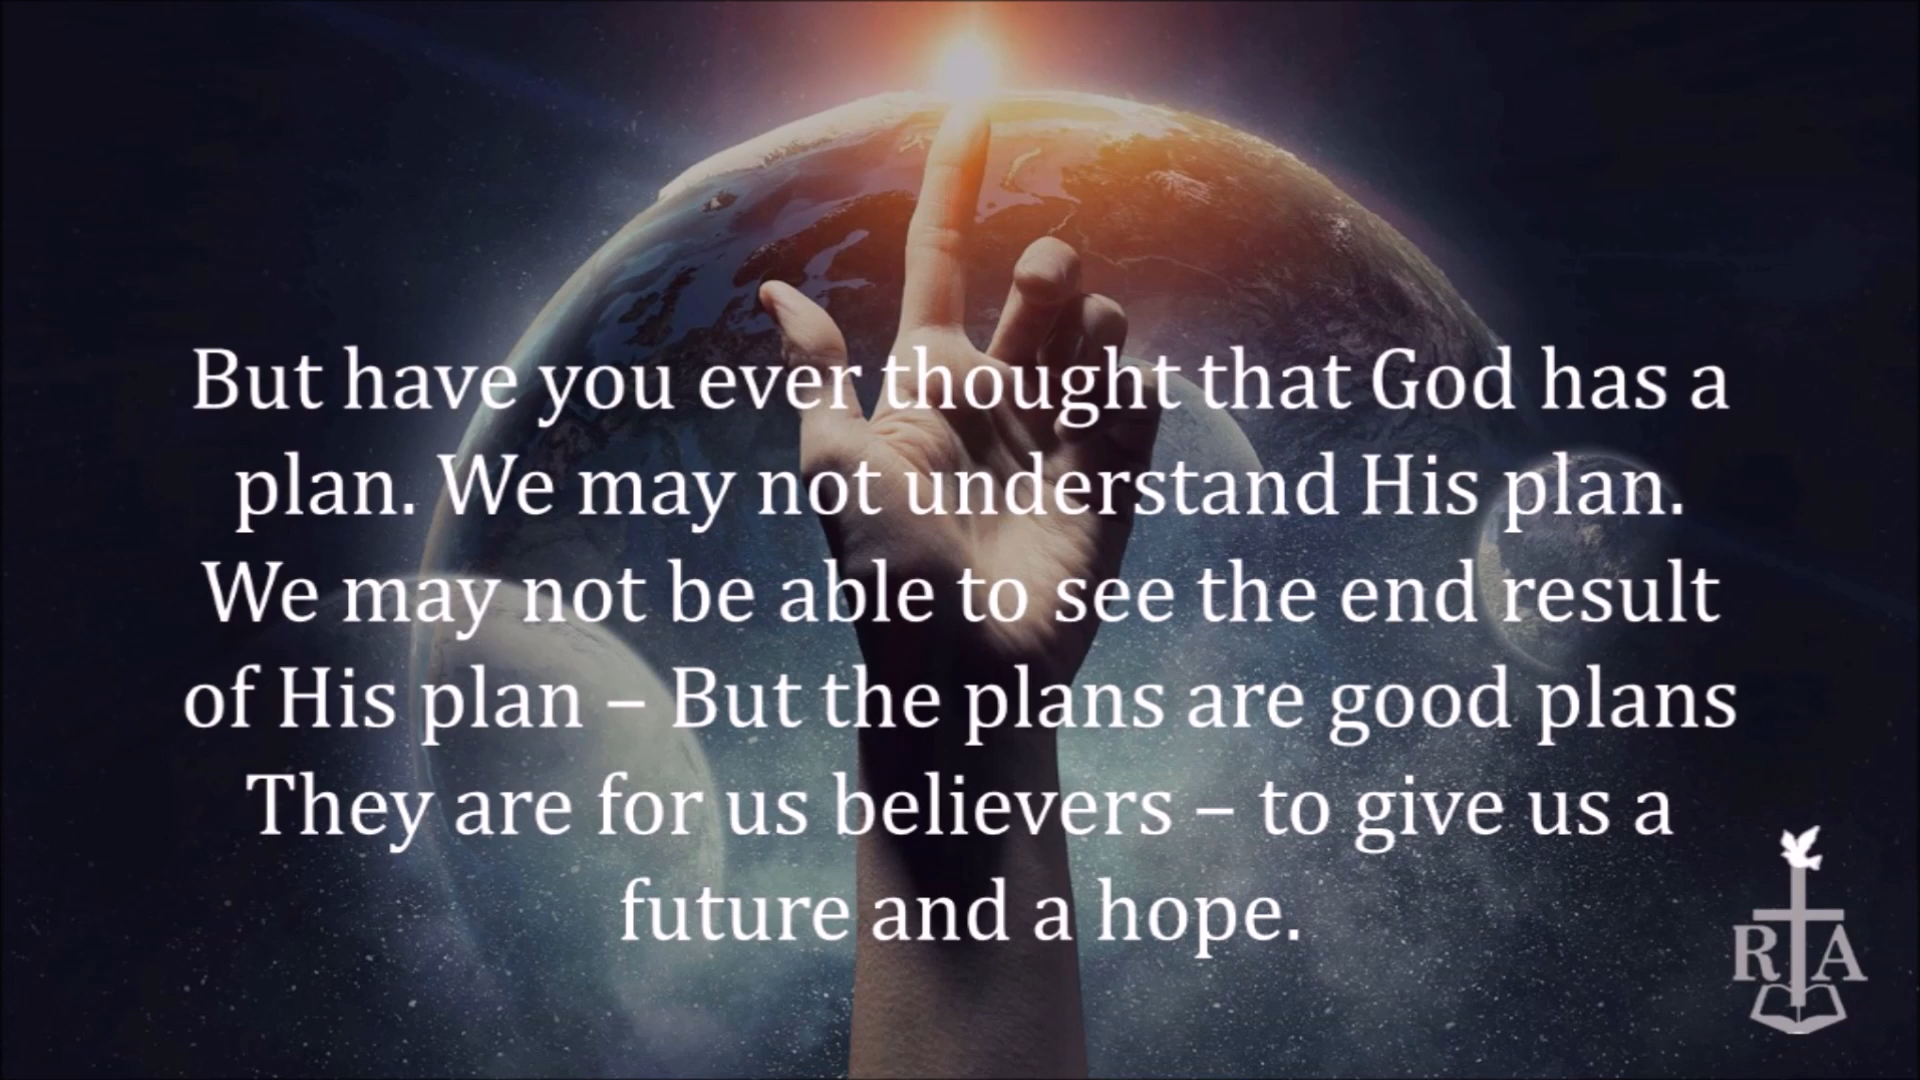 But have you ever thought that God has a
plan. We may not understand His plan.
We may not be able to see the end result
of His plan – But the plans are good plans
They are for us believers – to give us a
future and a hope.
R A